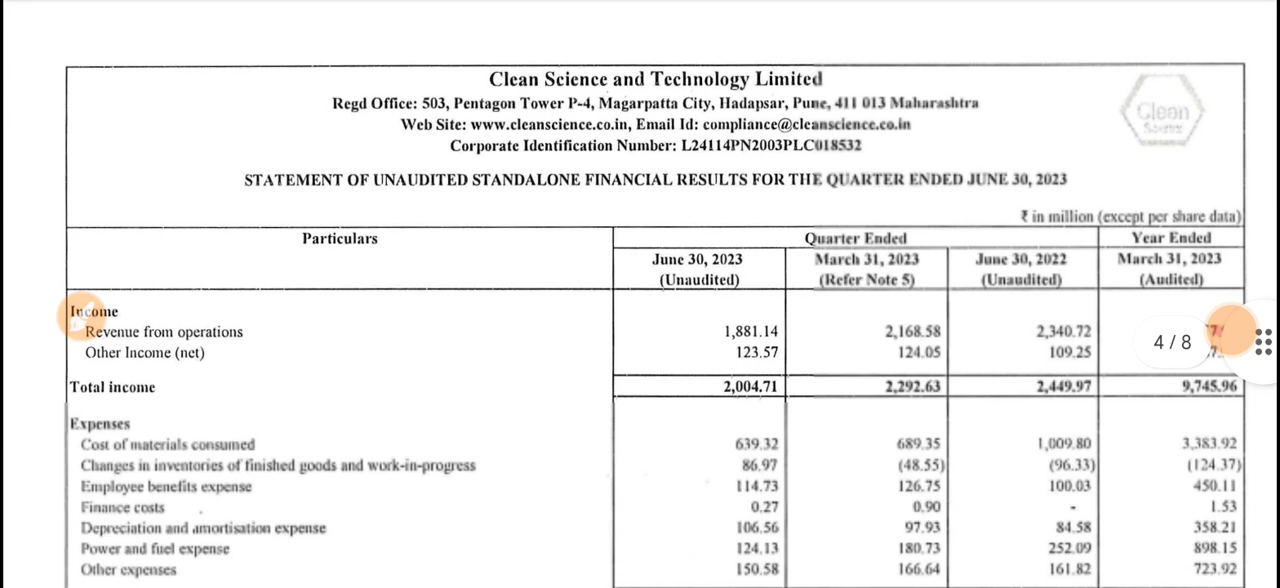 Clean Science and Technology Limited
Regd Office: 503, Pentagon Tower P-4, Magarpatta City, Hadapsar, Pune, 411 013 Maharashtra
Web Site: www.cleanscience.co.in, Email Id: compliance@cleanscience.co.in
Corporate Identification Number: L24114PN2003PLC018532
Clean
Science
STATEMENT OF UNAUDITED STANDALONE FINANCIAL RESULTS FOR THE QUARTER ENDED JUNE 30, 2023
₹ in million (except per share data)
Particulars Quarter Ended Year Ended
June 30, 2023 March 31, 2023 June 30, 2022 March 31, 2023
(Unaudited) (Refer Note 5) (Unaudited) (Audited)
Income
Revenue from operations 1,881.14 2,168.58 2,340.72
Other Income (net) 123.57 124.05 109.25
4 / 8
Total income 2,004.71 2,292.63 2,449.97 9,745.96
Expenses
Cost of materials consumed 639.32 689.35 1,009.80 3,383.92
Changes in inventories of finished goods and work-in-progress 86.97 (48.55) (96.33) (124.37)
Employee benefits expense 114.73 126.75 100.03 450.11
Finance costs 0.27 0.90 - 1.53
Depreciation and amortisation expense 106.56 97.93 84.58 358.21
Power and fuel expense 124.13 180.73 252.09 898.15
Other expenses 150.58 166.64 161.82 723.92